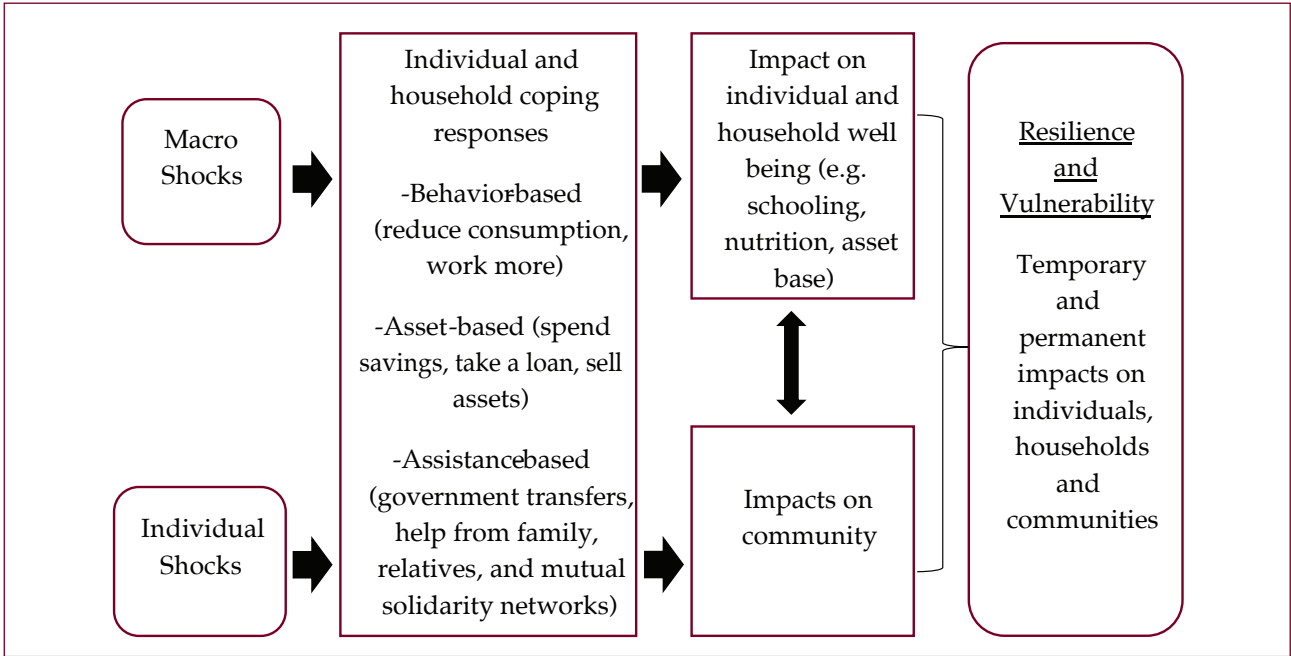 Macro
Shocks
Individual
Shocks
Individual and
household coping
responses
-Behavior-based
(reduce consumption,
work more)
-Asset-based (spend
savings, take a loan, sell
assets)
-Assistancebased
(government transfers,
help from family,
relatives, and mutual
solidarity networks)
Impact on
individual and
household well-
being (e.g.
schooling,
nutrition, asset
base)
Impacts on
community
Resilience
and
Vulnerability
Temporary
and
permanent
impacts on
individuals,
households
and
communities